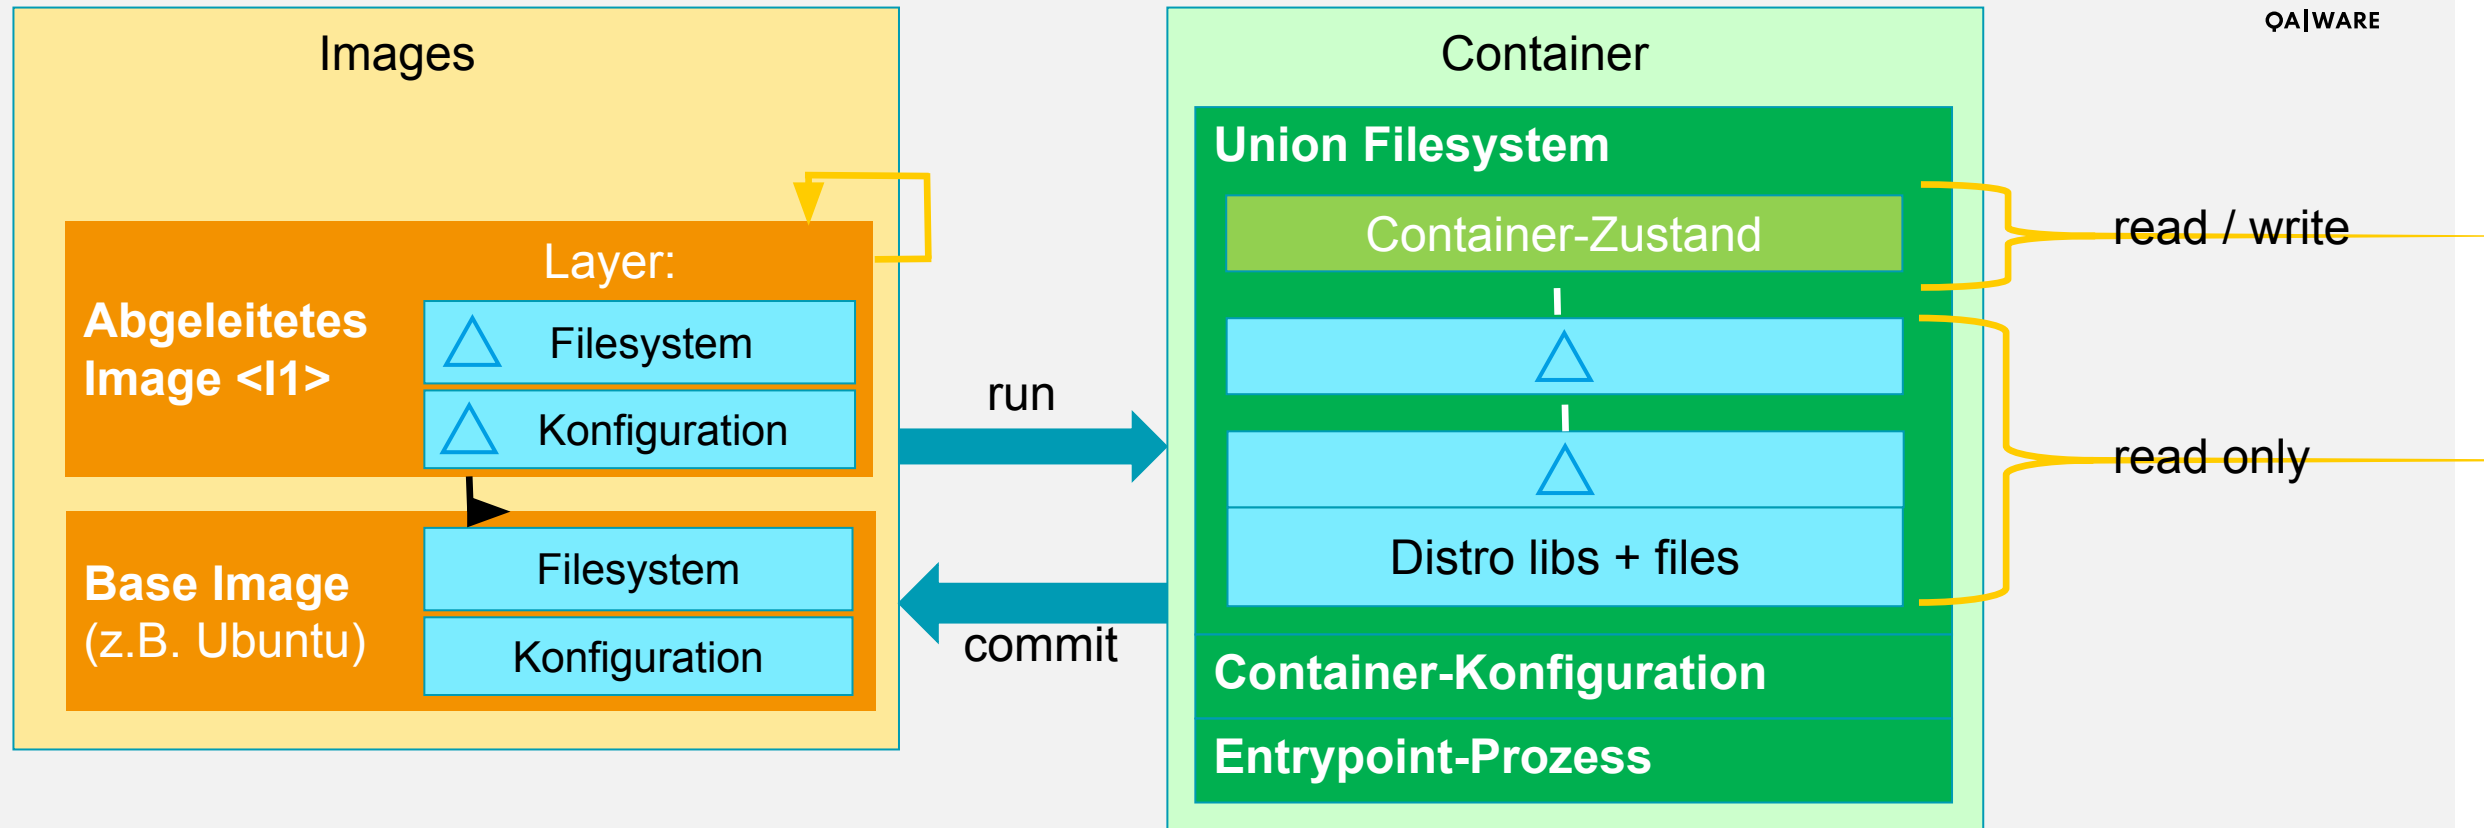 QA|WARE
Images
Layer:
Abgeleitetes
Image <I1>
Filesystem
Konfiguration
Base Image
(z.B. Ubuntu)
Filesystem
Konfiguration
run
commit
Container
Union Filesystem
Container-Zustand
Distro libs + files
Container-Konfiguration
Entrypoint-Prozess
read / write
read only